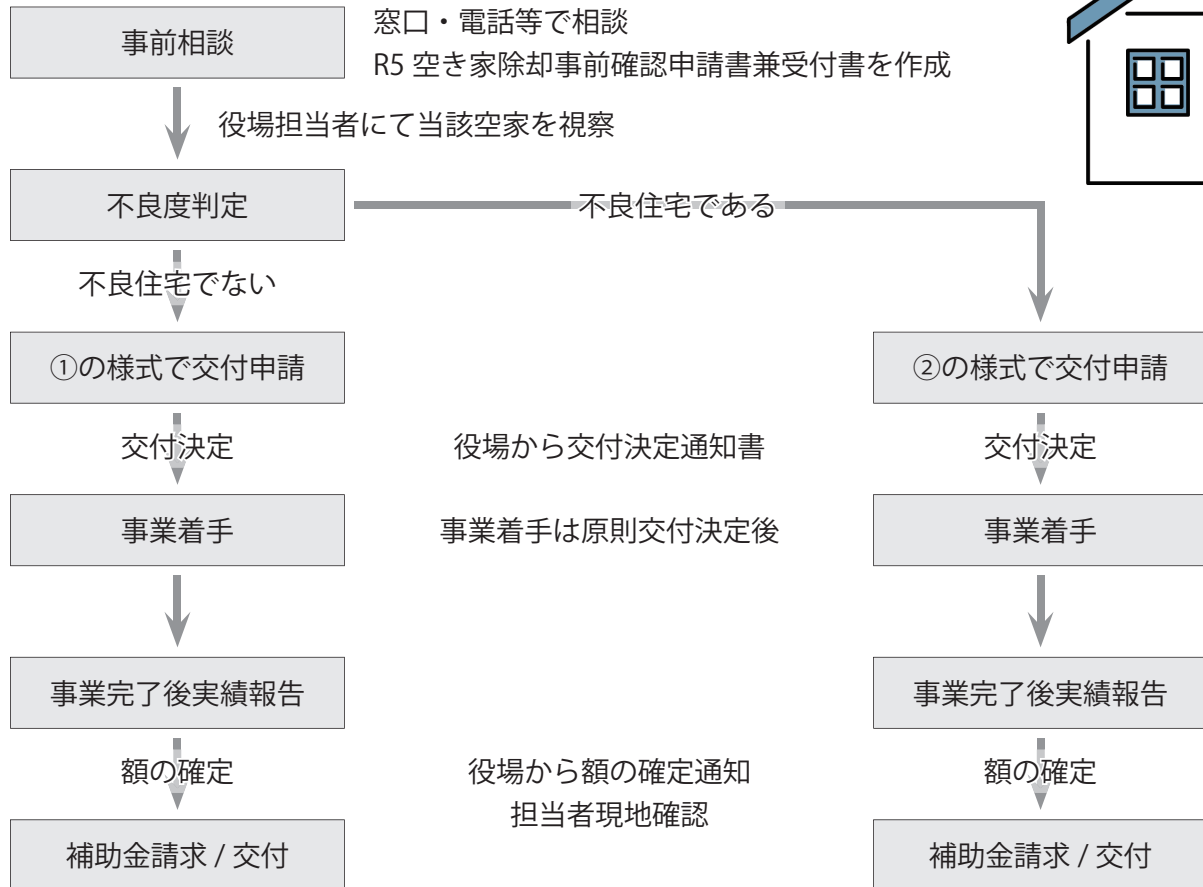 事前相談
窓口・電話等で相談
R5 空き家除却事前確認申請書兼受付書を作成
役場担当者にて当該空家を視察
不良度判定
不良住宅である
不良住宅でない
①の様式で交付申請
②の様式で交付申請
交付決定
役場から交付決定通知書
交付決定
事業着手
事業着手は原則交付決定後
事業着手
事業完了後実績報告
事業完了後実績報告
額の確定
役場から額の確定通知
担当者現地確認
額の確定
補助金請求 / 交付
補助金請求 / 交付